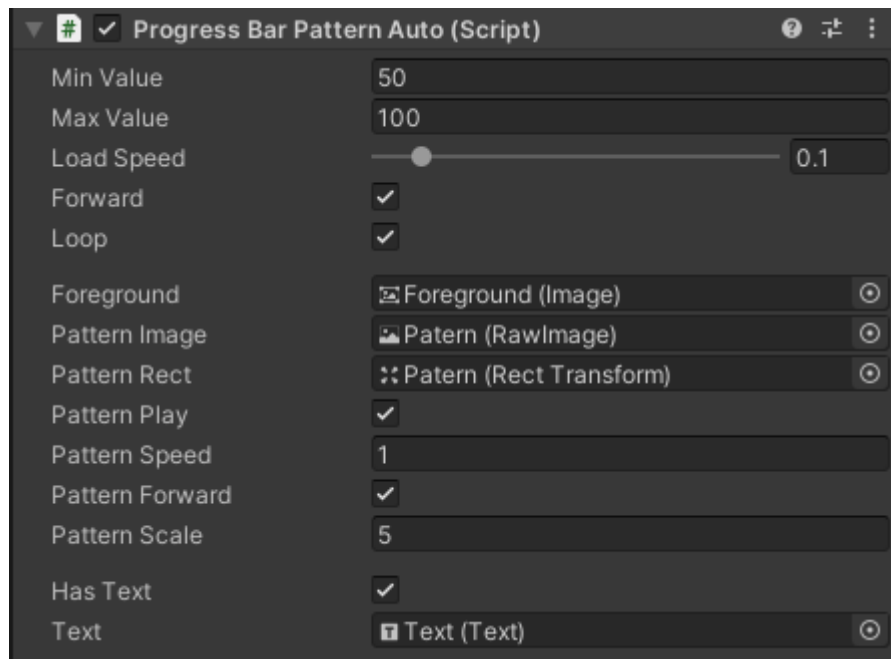 Progress Bar Pattern Auto (Script)
Min Value 50
Max Value 100
Load Speed 0.1
Forward
Loop
Foreground Foreground (Image)
Pattern Image Patern (RawImage)
Pattern Rect Patern (Rect Transform)
Pattern Play
Pattern Speed 1
Pattern Forward
Pattern Scale 5
Has Text
Text Text (Text)